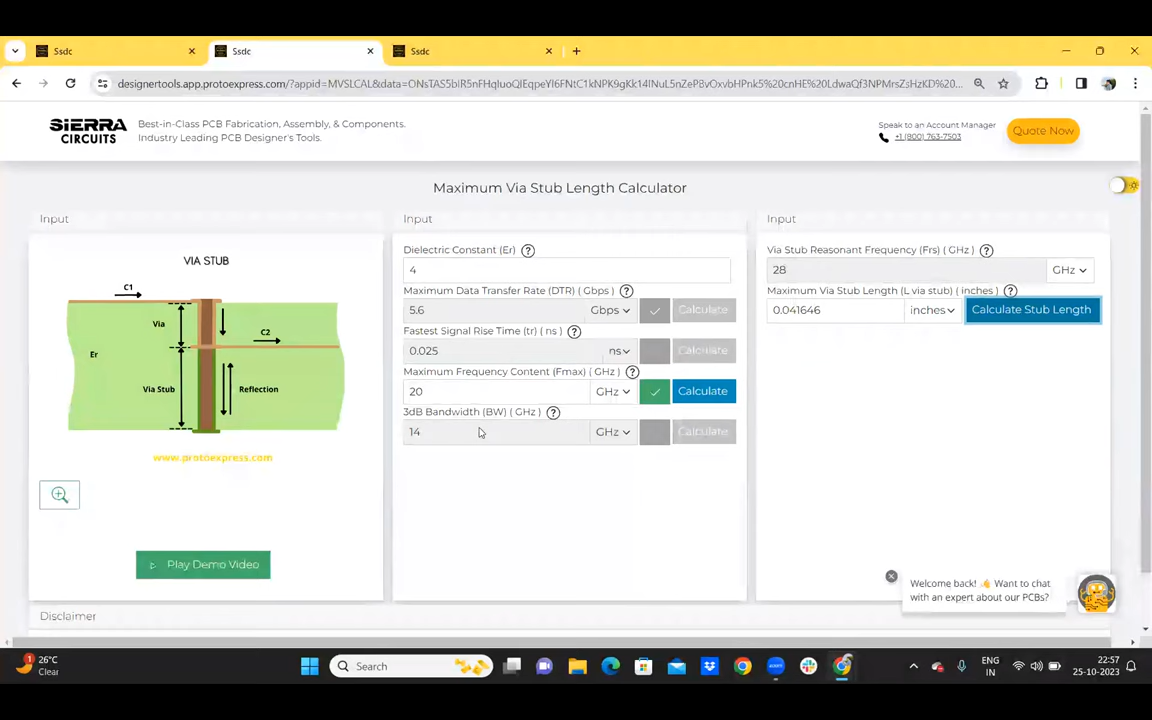 Ssdc
Ssdc
Ssdc
designertools.app.protoexpress.com/?appid=MVSLCAL&data=
SIERRA
CIRCUITS
Best-in-Class PCB Fabrication, Assembly, & Components.
Industry Leading PCB Designer's Tools.
Speak to an Account Manager
+1 (800) 763-7503
Quote Now
Maximum Via Stub Length Calculator
Input
VIA STUB
C1
Via
C2
Er
Via Stub
Reflection
www.protoexpress.com
Play Demo Video
Input
Dielectric Constant (Er) ?
4
Maximum Data Transfer Rate (DTR) ( Gbps) ?
5.6 Gbps Calculate
Fastest Signal Rise Time (tr) ( ns) ?
0.025 ns Calculate
Maximum Frequency Content (Fmax) ( GHz) ?
20 GHz Calculate
3dB Bandwidth (BW) ( GHz ) ?
14 GHz Calculate
Input
Via Stub Reasonant Frequency (Frs) ( GHz) ?
28 GHz
Maximum Via Stub Length (L via stub) ( inches) ?
0.041646 inches Calculate Stub Length
Welcome back! Want to chat
with an expert about our PCBs?
Disclaimer
1
26°C
Clear
Search
ENG
IN
22:57
25-10-2023